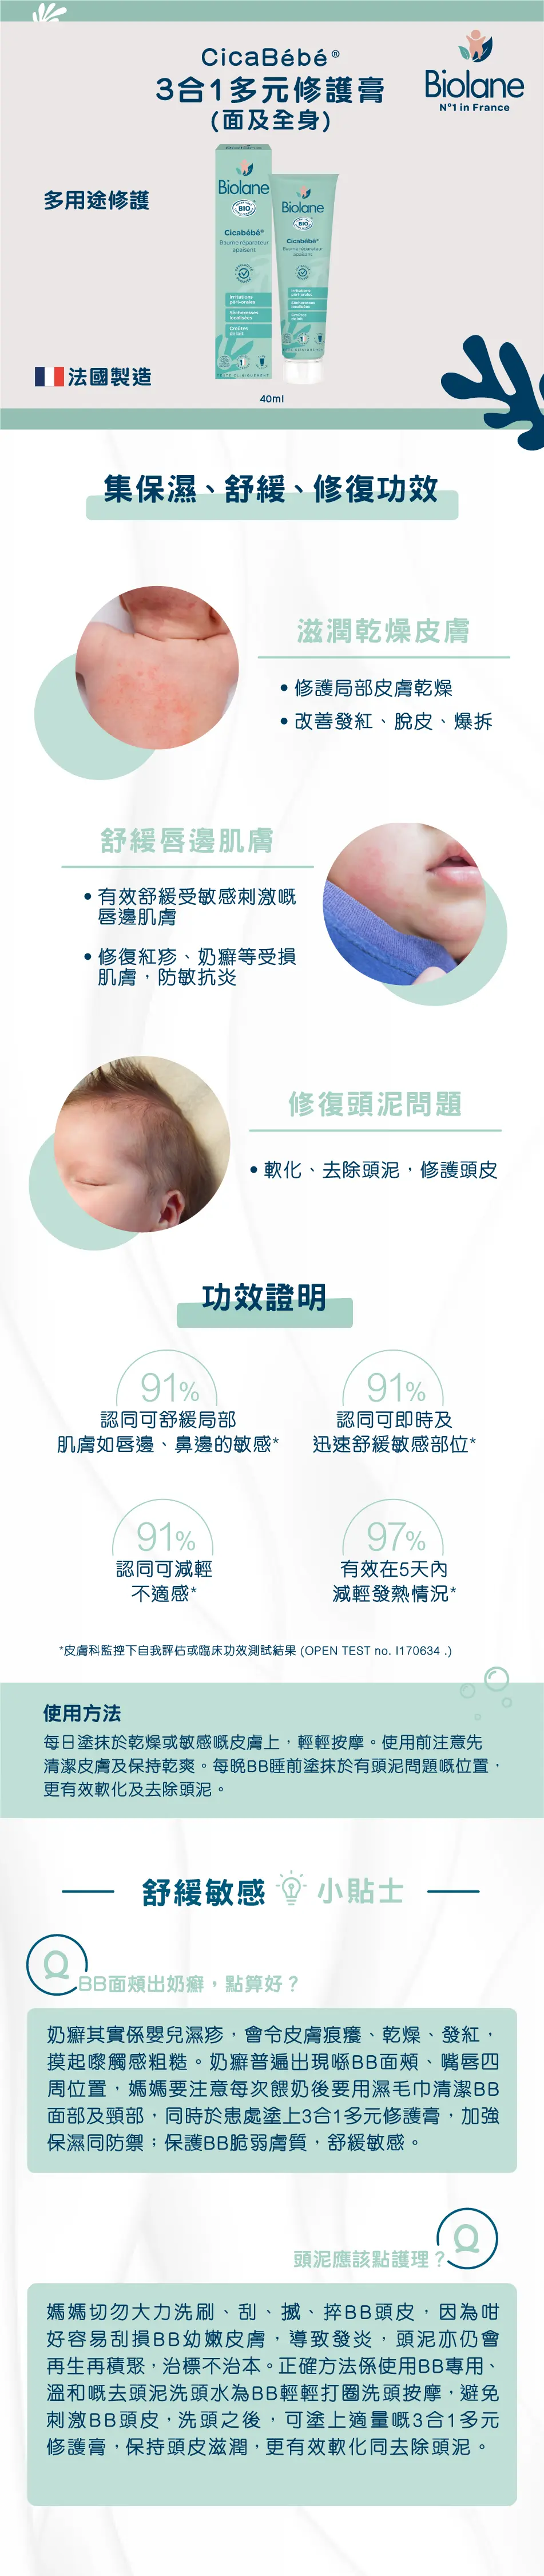 CicaBébé®
3合1多元修護膏
(面及全身)
Biolane
N°1 in France
多用途修護
Biolane
BIO
Cicabébé®
Baume réparateur
apaisant
Irritations
péri-orales
Sécheresses
localisées
Croûtes
de lait
Biolane
BIO
Cicabébé®
Baume réparateur
apaisant
Irritations
péri-orales
Sécheresses
localisées
Croûtes
de lait
法國製造
40ml
集保濕、舒緩、修復功效
滋潤乾燥皮膚
• 修護局部皮膚乾燥
• 改善發紅、脫皮、爆拆
舒緩唇邊肌膚
• 有效舒緩受敏感刺激嘅
唇邊肌膚
• 修復紅疹、奶癬等受損
肌膚，防敏抗炎
修復頭泥問題
• 軟化、去除頭泥，修護頭皮
功效證明
91%
認同可舒緩局部
肌膚如唇邊、鼻邊的敏感*
91%
認同可即時及
迅速舒緩敏感部位*
91%
認同可減輕
不適感*
97%
有效在5天內
減輕發熱情況*
*皮膚科監控下自我評估或臨床功效測試結果 (OPEN TEST no. I170634 .)
使用方法
每日塗抹於乾燥或敏感嘅皮膚上，輕輕按摩。使用前注意先
清潔皮膚及保持乾爽。每晚BB睡前塗抹於有頭泥問題嘅位置，
更有效軟化及去除頭泥。
舒緩敏感 小貼士
Q
BB面頰出奶癬，點算好？
奶癬其實係嬰兒濕疹，會令皮膚痕癢、乾燥、發紅，
摸起嚟觸感粗糙。奶癬普遍出現喺BB面頰、嘴唇四
周位置，媽媽要注意每次餵奶後要用濕毛巾清潔BB
面部及頸部，同時於患處塗上3合1多元修護膏，加強
保濕同防禦；保護BB脆弱膚質，舒緩敏感。
Q
頭泥應該點護理？
媽媽切勿大力洗刷、刮、搣、捽BB頭皮，因為咁
好容易刮損BB幼嫩皮膚，導致發炎，頭泥亦仍會
再生再積聚，治標不治本。正確方法係使用BB專用、
溫和嘅去頭泥洗頭水為BB輕輕打圈洗頭按摩，避免
刺激BB頭皮，洗頭之後，可塗上適量嘅3合1多元
修護膏，保持頭皮滋潤，更有效軟化同去除頭泥。